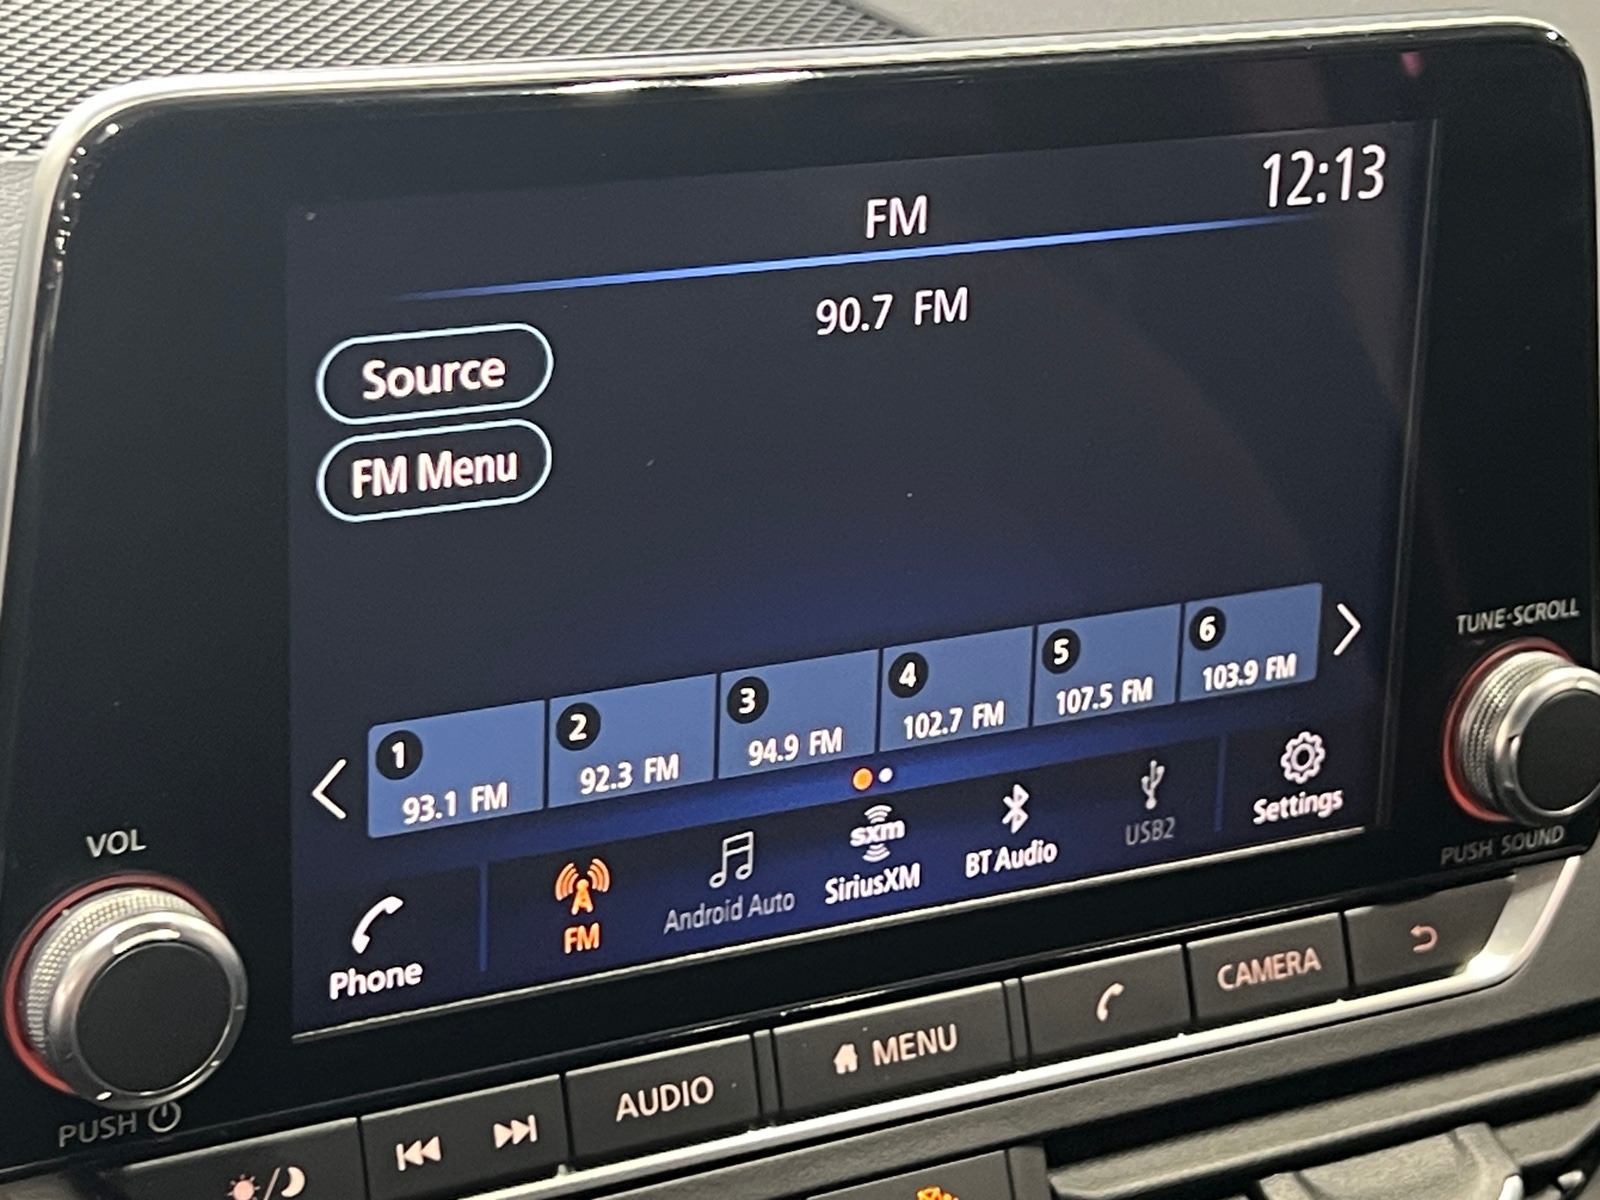 12:13
FM
90.7 FM
Source
FM Menu
1 2 3 4 5 6
93.1 FM 92.3 FM 94.9 FM 102.7 FM 107.5 FM 103.9 FM
sxm
Phone FM Android Auto SiriusXM BT Audio USB2 Settings
VOL
PUSH
TUNE·SCROLL
PUSH SOUND
AUDIO MENU CAMERA